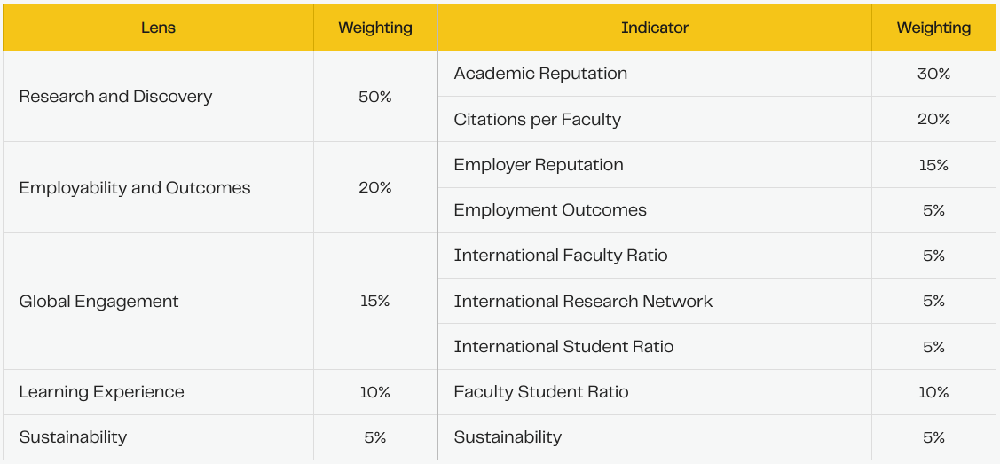 Lens Weighting Indicator Weighting
Research and Discovery 50% Academic Reputation 30%
Citations per Faculty 20%
Employability and Outcomes 20% Employer Reputation 15%
Employment Outcomes 5%
Global Engagement 15% International Faculty Ratio 5%
International Research Network 5%
International Student Ratio 5%
Learning Experience 10% Faculty Student Ratio 10%
Sustainability 5% Sustainability 5%